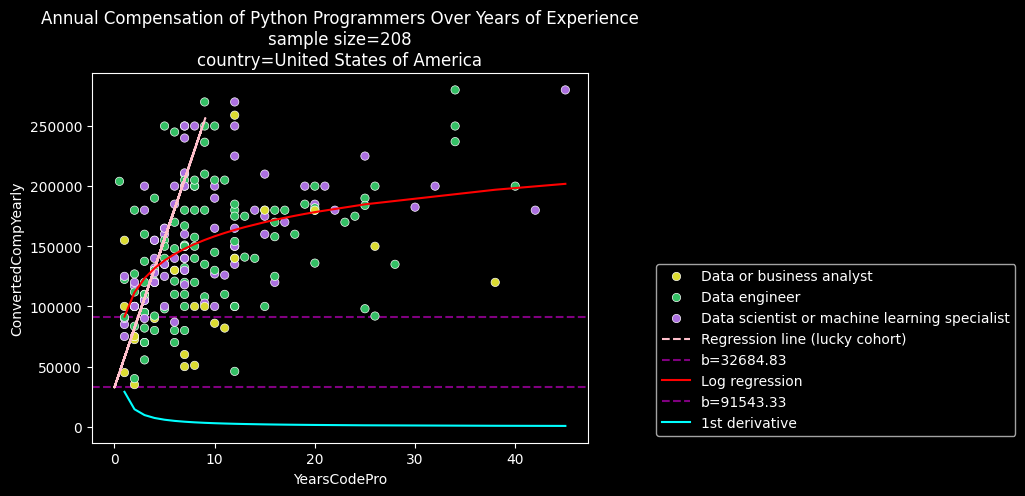 Annual Compensation of Python Programmers Over Years of Experience
sample size=208
country=United States of America
ConvertedCompYearly
250000
200000
150000
100000
50000
0
0
10
20
30
40
YearsCodePro
Data or business analyst
Data engineer
Data scientist or machine learning specialist
Regression line (lucky cohort)
b=32684.83
Log regression
b=91543.33
1st derivative